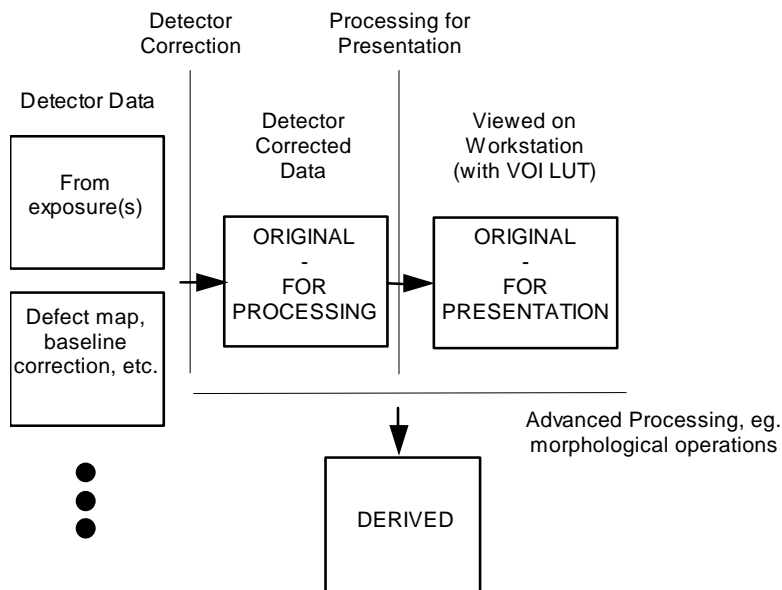 Detector
Correction
Processing for
Presentation
Detector Data
Detector
Corrected
Data
Viewed on
Workstation
(with VOI LUT)
From
exposure(s)
ORIGINAL
-
FOR
PROCESSING
ORIGINAL
-
FOR
PRESENTATION
Defect map,
baseline
correction, etc.
Advanced Processing, eg.
morphological operations
DERIVED